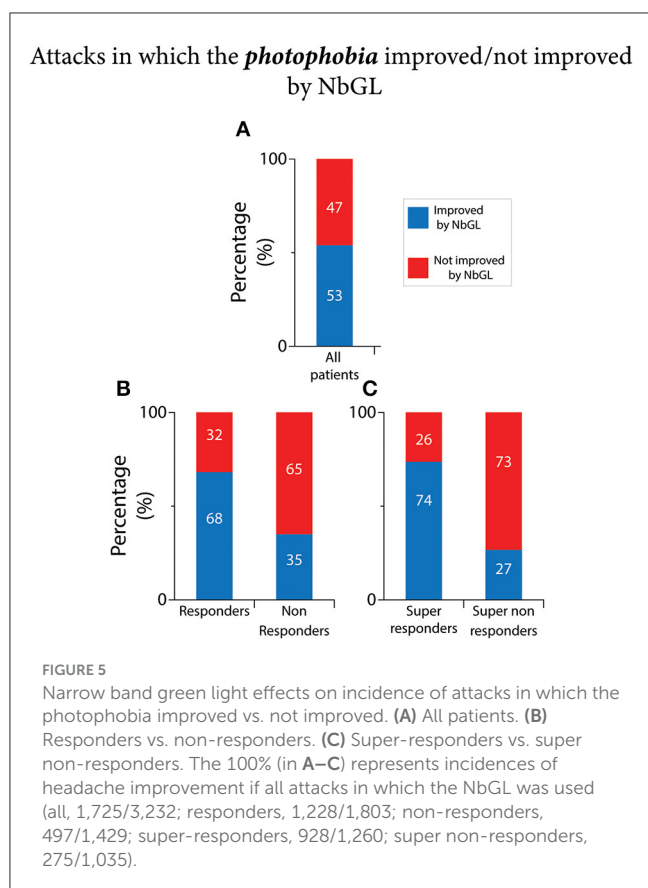 Attacks in which the photophobia improved/not improved
by NbGL
A
100
Percentage
(%)
47
53
0
All
patients
Improved
by NbGL
Not improved
by NbGL
B
100
Percentage
(%)
32
68
65
35
0
Responders
Non
Responders
C
100
26
74
73
27
0
Super
responders
Super non
responders
FIGURE 5
Narrow band green light effects on incidence of attacks in which the
photophobia improved vs. not improved. (A) All patients. (B)
Responders vs. non-responders. (C) Super-responders vs. super
non-responders. The 100% (in A–C) represents incidences of
headache improvement if all attacks in which the NbGL was used
(all, 1,725/3,232; responders, 1,228/1,803; non-responders,
497/1,429; super-responders, 928/1,260; super non-responders,
275/1,035).